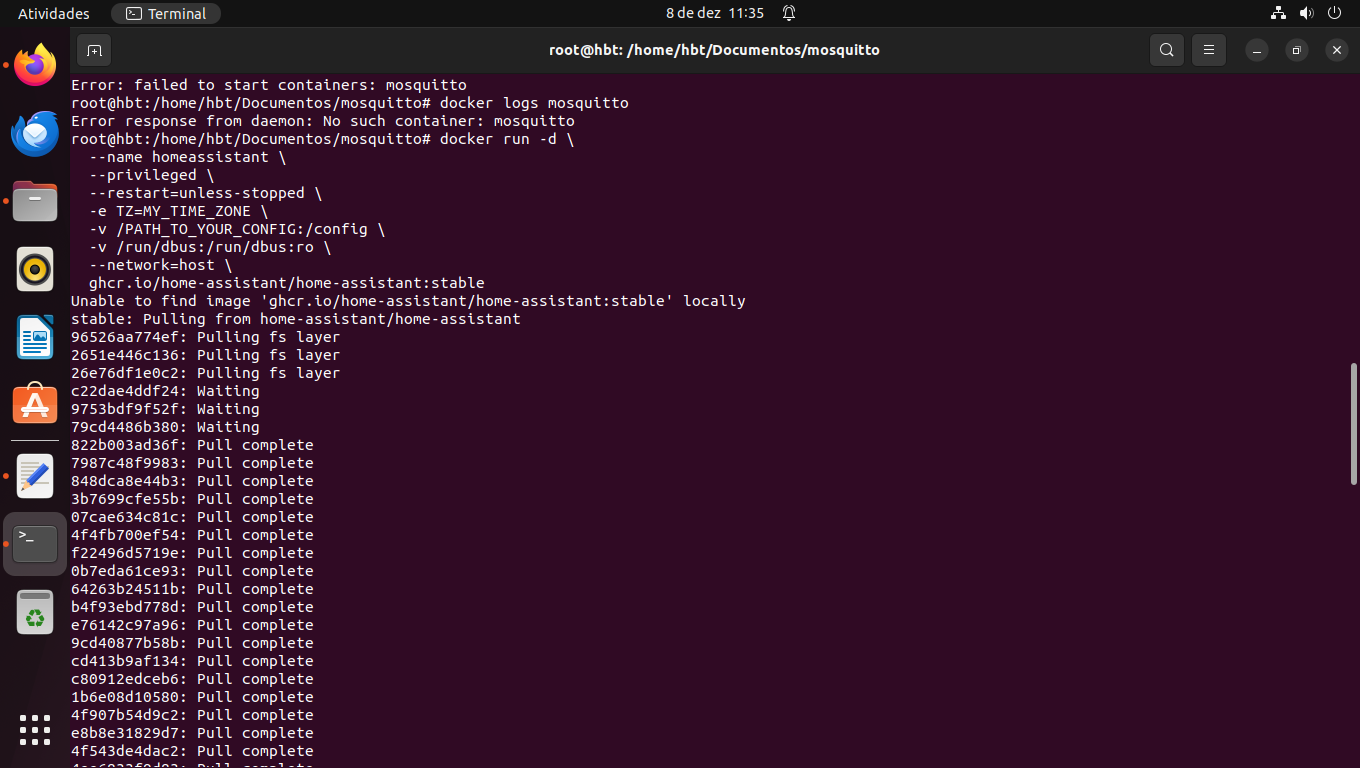 Atividades
Terminal
8 de dez 11:35
root@hbt: /home/hbt/Documentos/mosquitto
Error: failed to start containers: mosquitto
root@hbt:/home/hbt/Documentos/mosquitto# docker logs mosquitto
Error response from daemon: No such container: mosquitto
root@hbt:/home/hbt/Documentos/mosquitto# docker run -d \
--name homeassistant \
--privileged \
--restart=unless-stopped \
-e TZ=MY_TIME_ZONE \
-v /PATH_TO_YOUR_CONFIG:/config \
-v /run/dbus:/run/dbus:ro \
--network=host \
ghcr.io/home-assistant/home-assistant:stable
Unable to find image 'ghcr.io/home-assistant/home-assistant:stable' locally
stable: Pulling from home-assistant/home-assistant
96526aa774ef: Pulling fs layer
2651e446c136: Pulling fs layer
26e76df1e0c2: Pulling fs layer
c22dae4ddf24: Waiting
9753bdf9f52f: Waiting
79cd4486b380: Waiting
822b003ad36f: Pull complete
7987c48f9983: Pull complete
848dca8e44b3: Pull complete
3b7699cfe55b: Pull complete
07cae634c81c: Pull complete
4f4fb700ef54: Pull complete
f22496d5719e: Pull complete
0b7eda61ce93: Pull complete
64263b24511b: Pull complete
b4f93ebd778d: Pull complete
e76142c97a96: Pull complete
9cd40877b58b: Pull complete
cd413b9af134: Pull complete
c80912edceb6: Pull complete
1b6e08d10580: Pull complete
4f907b54d9c2: Pull complete
e8b8e31829d7: Pull complete
4f543de4dac2: Pull complete
Pull complete